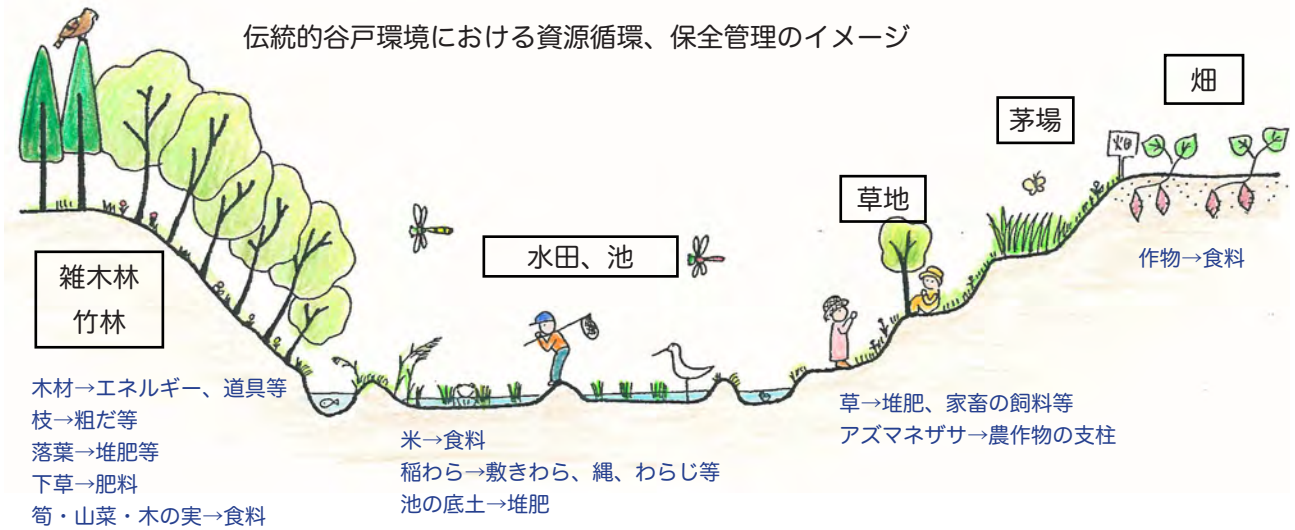 伝統的谷戸環境における資源循環、保全管理のイメージ
畑
茅場
畑
草地
水田、池
作物→食料
雑木林
竹林
木材→エネルギー、道具等
枝→粗だ等
落葉→堆肥等
下草→肥料
筍・山菜・木の実→食料
米→食料
稲わら→敷きわら、縄、わらじ等
池の底土→堆肥
草→堆肥、家畜の飼料等
アズマネザサ→農作物の支柱